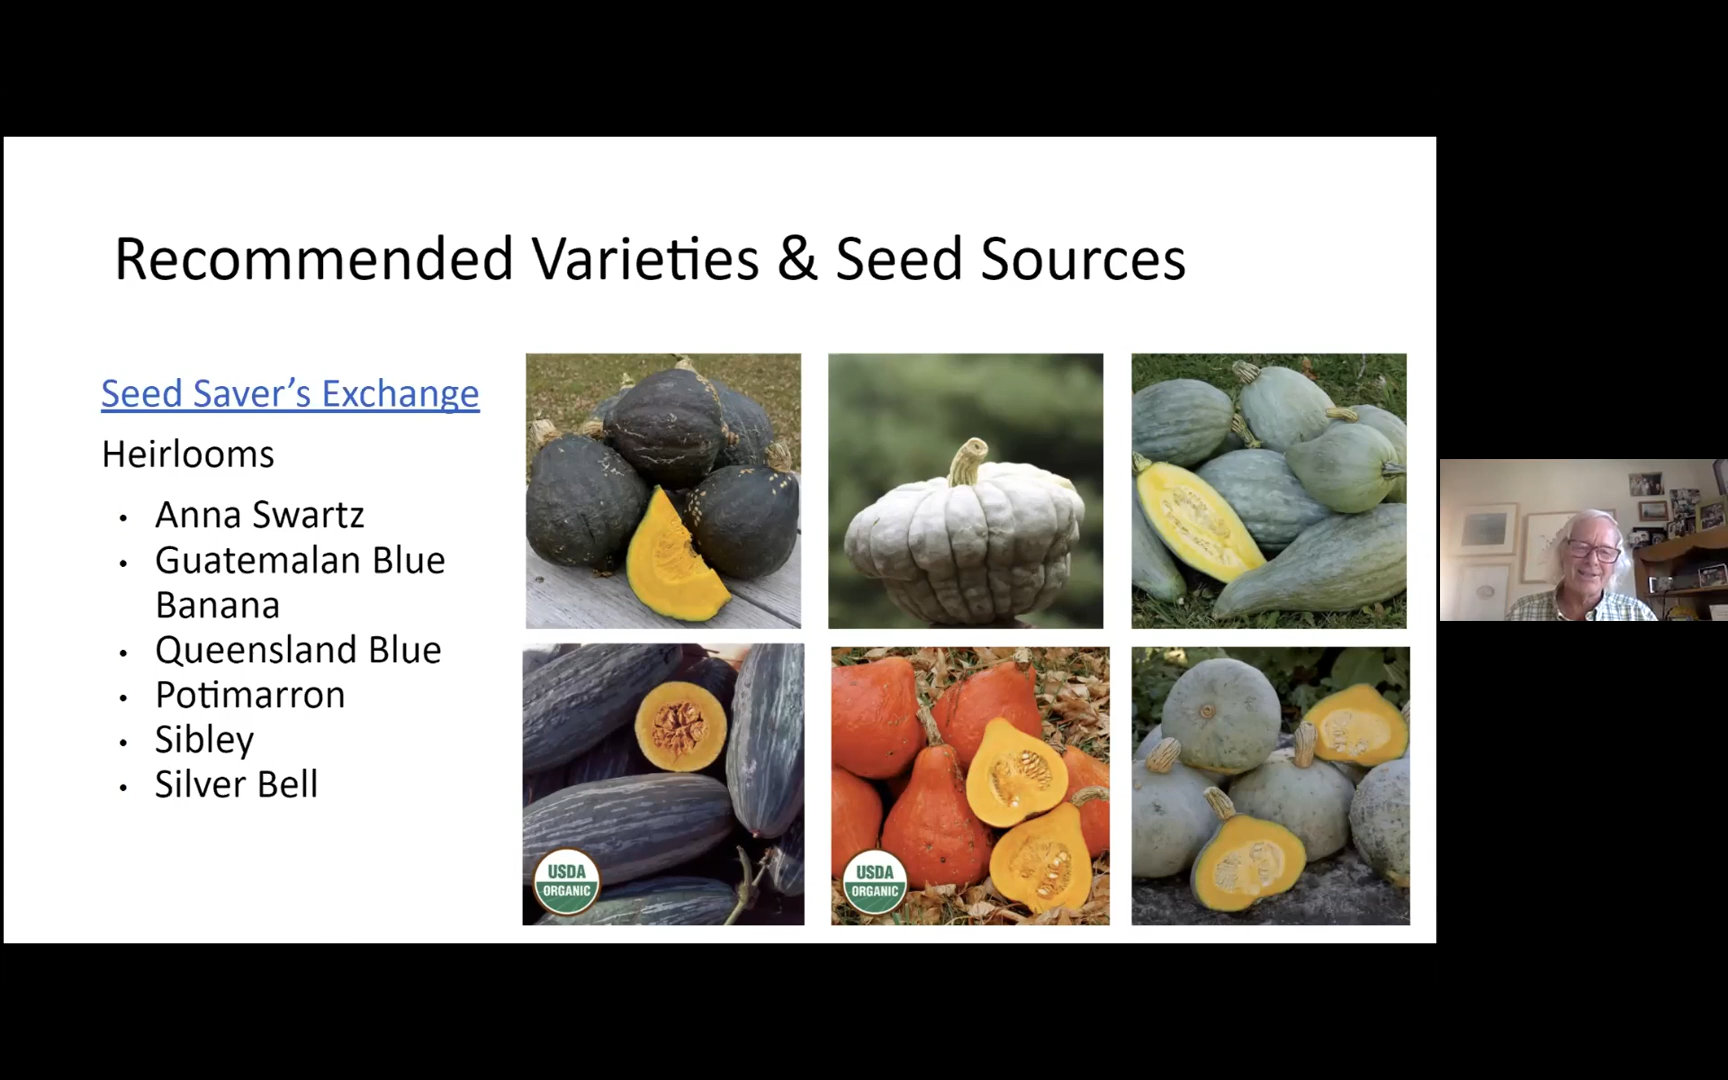 Recommended Varieties & Seed Sources
Seed Saver’s Exchange
Heirlooms
• Anna Swartz
• Guatemalan Blue
Banana
• Queensland Blue
• Potimarron
• Sibley
• Silver Bell
USDA
ORGANIC
USDA
ORGANIC